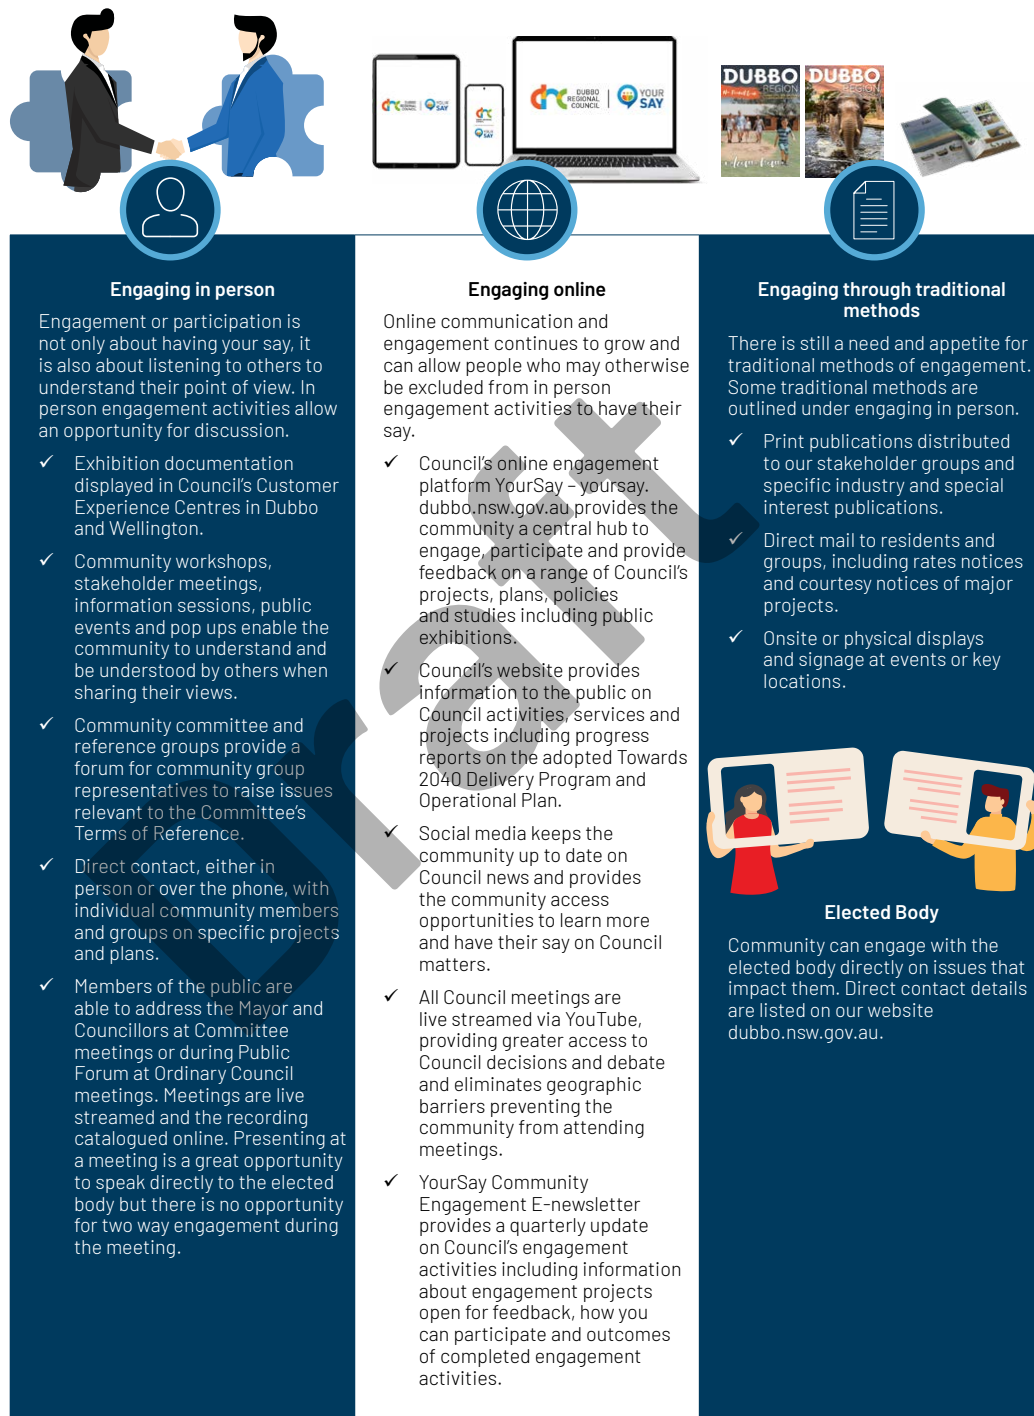 DUBBO
REGIONAL
COUNCIL
YOUR
SAY
DUBBO
REGION
DUBBO
REGION
Engaging in person
Engagement or participation is
not only about having your say, it
is also about listening to others to
understand their point of view. In
person engagement activities allow
an opportunity for discussion.
✓ Exhibition documentation
displayed in Council's Customer
Experience Centres in Dubbo
and Wellington.
✓ Community workshops,
stakeholder meetings,
information sessions, public
events and pop ups enable the
community to understand and
be understood by others when
sharing their views.
✓ Community committee and
reference groups provide a
forum for community group
representatives to raise issues
relevant to the Committee's
Terms of Reference.
✓ Direct contact, either in
person or over the phone, with
individual community members
and groups on specific projects
and plans.
✓ Members of the public are
able to address the Mayor and
Councillors at Committee
meetings or during Public
Forum at Ordinary Council
meetings. Meetings are live
streamed and the recording
catalogued online. Presenting at
a meeting is a great opportunity
to speak directly to the elected
body but there is no opportunity
for two way engagement during
the meeting.
Engaging online
Online communication and
engagement continues to grow and
can allow people who may otherwise
be excluded from in person
engagement activities to have their
say.
✓ Council's online engagement
platform YourSay – yoursay.
dubbo.nsw.gov.au provides the
community a central hub to
engage, participate and provide
feedback on a range of Council's
projects, plans, policies
and studies including public
exhibitions.
✓ Council's website provides
information to the public on
Council activities, services and
projects including progress
reports on the adopted Towards
2040 Delivery Program and
Operational Plan.
✓ Social media keeps the
community up to date on
Council news and provides
the community access
opportunities to learn more
and have their say on Council
matters.
✓ All Council meetings are
live streamed via YouTube,
providing greater access to
Council decisions and debate
and eliminates geographic
barriers preventing the
community from attending
meetings.
✓ YourSay Community
Engagement E-newsletter
provides a quarterly update
on Council's engagement
activities including information
about engagement projects
open for feedback, how you
can participate and outcomes
of completed engagement
activities.
Engaging through traditional
methods
There is still a need and appetite for
traditional methods of engagement.
Some traditional methods are
outlined under engaging in person.
✓ Print publications distributed
to our stakeholder groups and
specific industry and special
interest publications.
✓ Direct mail to residents and
groups, including rates notices
and courtesy notices of major
projects.
✓ Onsite or physical displays
and signage at events or key
locations.
Elected Body
Community can engage with the
elected body directly on issues that
impact them. Direct contact details
are listed on our website
dubbo.nsw.gov.au.
Draft